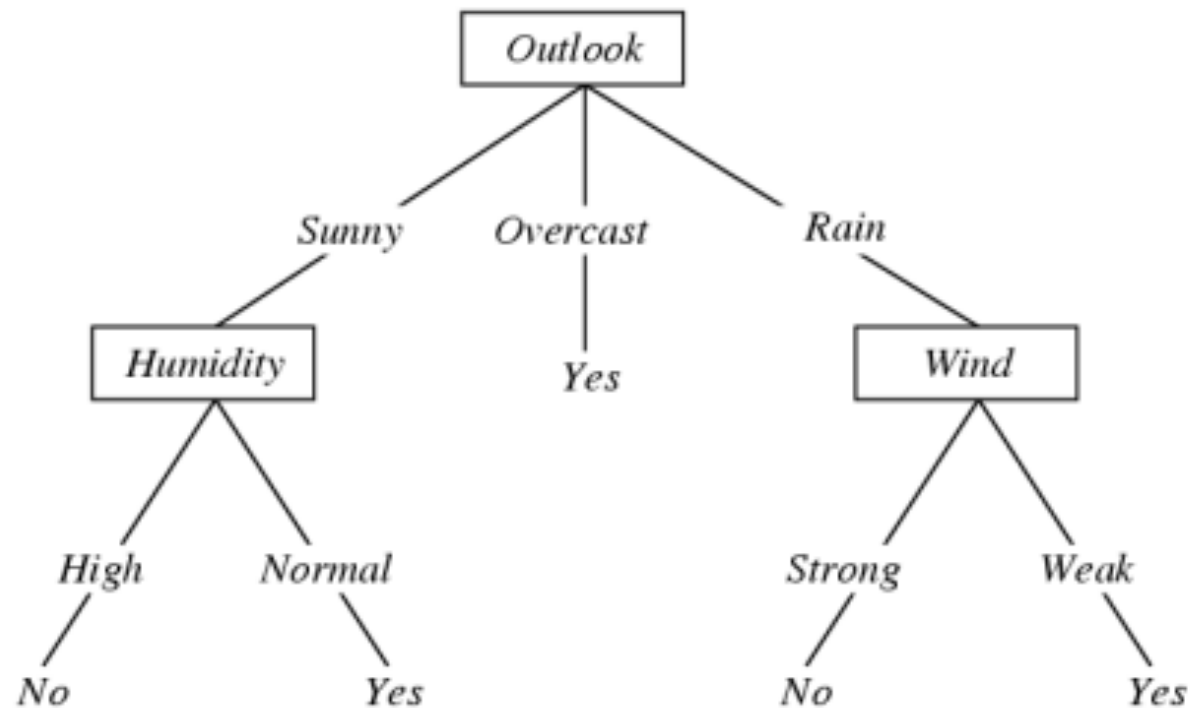 Outlook
Sunny Overcast Rain
Humidity Yes Wind
High Normal Strong Weak
No Yes No Yes